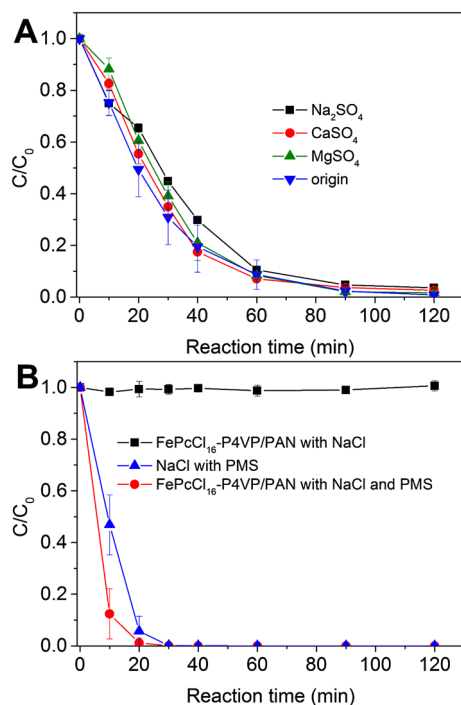 A
1.0
0.8
0.6
0.4
0.2
0.0
C/C₀
Na₂SO₄
CaSO₄
MgSO₄
origin
0 20 40 60 80 100 120
Reaction time (min)
B
1.0
0.8
0.6
0.4
0.2
0.0
C/C₀
FePcCl₁₆-P4VP/PAN with NaCl
NaCl with PMS
FePcCl₁₆-P4VP/PAN with NaCl and PMS
0 20 40 60 80 100 120
Reaction time (min)